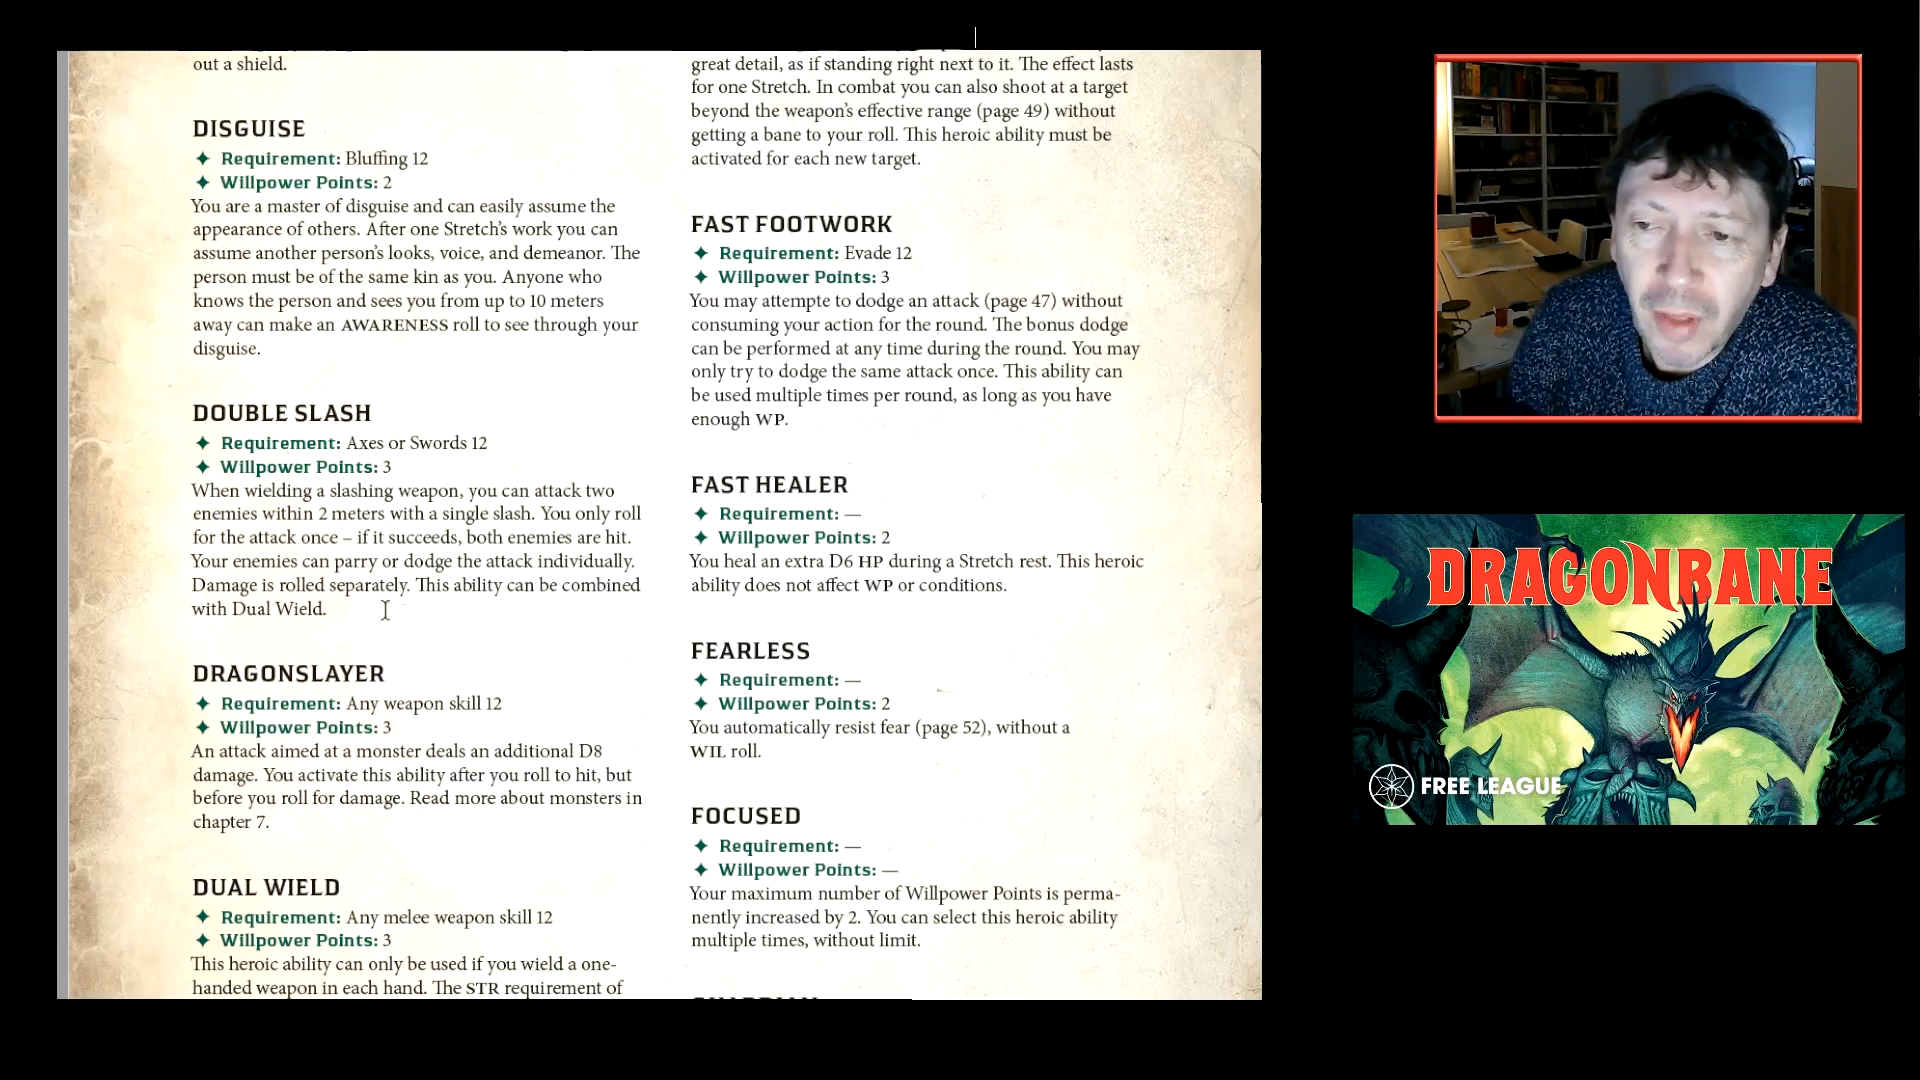 out a shield.
DISGUISE
Requirement: Bluffing 12
Willpower Points: 2
You are a master of disguise and can easily assume the
appearance of others. After one Stretch's work you can
assume another person's looks, voice, and demeanor. The
person must be of the same kin as you. Anyone who
knows the person and sees you from up to 10 meters
away can make an AWARENESS roll to see through your
disguise.
DOUBLE SLASH
Requirement: Axes or Swords 12
Willpower Points: 3
When wielding a slashing weapon, you can attack two
enemies within 2 meters with a single slash. You only roll
for the attack once – if it succeeds, both enemies are hit.
Your enemies can parry or dodge the attack individually.
Damage is rolled separately. This ability can be combined
with Dual Wield.
DRAGONSLAYER
Requirement: Any weapon skill 12
Willpower Points: 3
An attack aimed at a monster deals an additional D8
damage. You activate this ability after you roll to hit, but
before you roll for damage. Read more about monsters in
chapter 7.
DUAL WIELD
Requirement: Any melee weapon skill 12
Willpower Points: 3
This heroic ability can only be used if you wield a one-
handed weapon in each hand. The STR requirement of
great detail, as if standing right next to it. The effect lasts
for one Stretch. In combat you can also shoot at a target
beyond the weapon's effective range (page 49) without
getting a bane to your roll. This heroic ability must be
activated for each new target.
FAST FOOTWORK
Requirement: Evade 12
Willpower Points: 3
You may attempte to dodge an attack (page 47) without
consuming your action for the round. The bonus dodge
can be performed at any time during the round. You may
only try to dodge the same attack once. This ability can
be used multiple times per round, as long as you have
enough WP.
FAST HEALER
Requirement: —
Willpower Points: 2
You heal an extra D6 HP during a Stretch rest. This heroic
ability does not affect WP or conditions.
FEARLESS
Requirement: —
Willpower Points: 2
You automatically resist fear (page 52), without a
WIL roll.
FOCUSED
Requirement: —
Willpower Points: —
Your maximum number of Willpower Points is perma-
nently increased by 2. You can select this heroic ability
multiple times, without limit.
DRAGONBANE
FREE LEAGUE